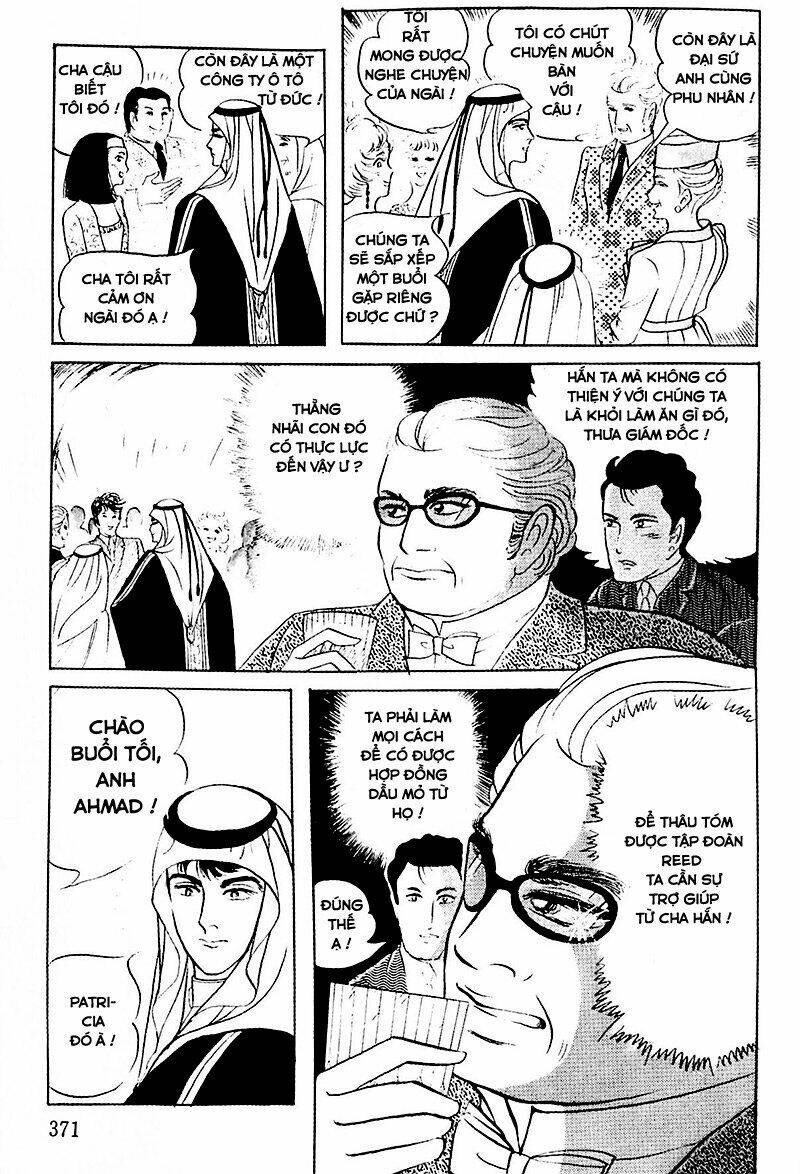 CHA CẬU
BIẾT
TÔI ĐÓ !
CÒN ĐÂY LÀ MỘT
CÔNG TY Ô TÔ
TỪ ĐỨC !
CHA TÔI RẤT
CẢM ƠN
NGÀI ĐÓ Ạ !
TÔI
RẤT
MONG ĐƯỢC
NGHE CHUYỆN
CỦA NGÀI !
TÔI CÓ CHÚT
CHUYỆN MUỐN
BÀN
VỚI
CẬU !
CÒN ĐÂY LÀ
ĐẠI SỨ
ANH CÙNG
PHU NHÂN !
CHÚNG TA
SẼ SẮP XẾP
MỘT BUỔI
GẶP RIÊNG
ĐƯỢC CHỨ ?
THẰNG
NHÃI CON ĐÓ
CÓ THỰC LỰC
ĐẾN VẬY Ư ?
HẮN TA MÀ KHÔNG CÓ
THIỆN Ý VỚI CHÚNG TA
LÀ KHỎI LÀM ĂN GÌ ĐÓ,
THƯA GIÁM ĐỐC !
CHÀO
BUỔI TỐI,
ANH
AHMAD !
PATRI-
CIA
ĐÓ À !
TA PHẢI LÀM
MỌI CÁCH
ĐỂ CÓ ĐƯỢC
HỢP ĐỒNG
DẦU MỎ TỪ
HỌ !
ĐÚNG
THẾ
Ạ !
ĐỂ THÂU TÓM
ĐƯỢC TẬP ĐOÀN
REED
TA CẦN SỰ
TRỢ GIÚP
TỪ CHA HẮN !
371